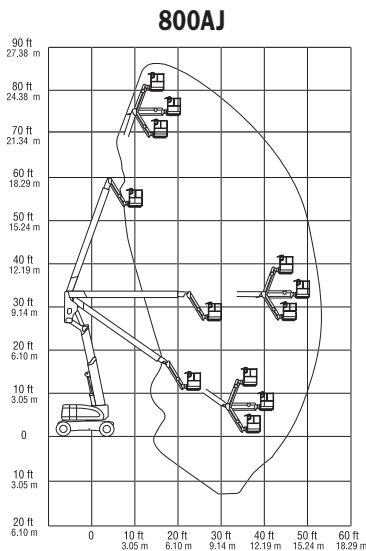 800AJ
90 ft
27.38 m
80 ft
24.38 m
70 ft
21.34 m
60 ft
18.29 m
50 ft
15.24 m
40 ft
12.19 m
30 ft
9.14 m
20 ft
6.10 m
10 ft
3.05 m
0
10 ft
3.05 m
20 ft
6.10 m
0 10 ft 20 ft 30 ft 40 ft 50 ft 60 ft
3.05 m 6.10 m 9.14 m 12.19 m 15.24 m 18.29 m